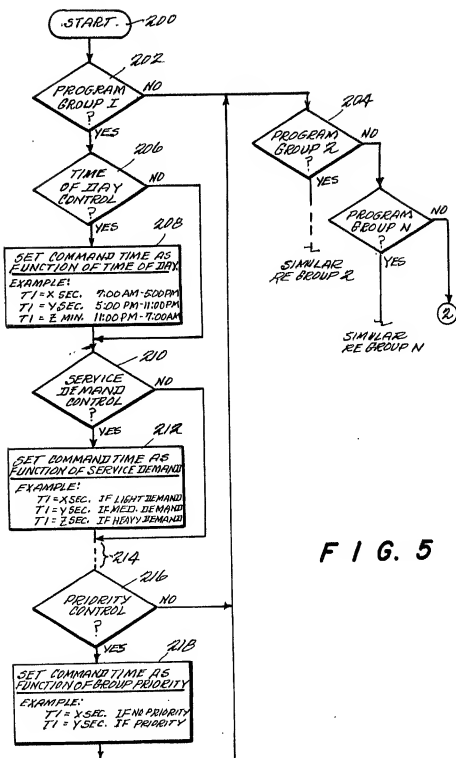 START.
200
202
PROGRAM
GROUP 1
?
NO
YES
204
PROGRAM
GROUP 2
?
NO
YES
SIMILAR
RE GROUP 2
PROGRAM
GROUP N
?
NO
YES
SIMILAR
RE GROUP N
2
206
TIME
OF DAY
CONTROL
?
NO
YES
208
SET COMMAND TIME AS
FUNCTION OF TIME OF DAY
EXAMPLE:
T1 = X SEC. 7:00 AM-5:00 PM
T1 = Y SEC. 5:00 PM-11:00 PM
T1 = Z MIN. 11:00 PM-7:00 AM
210
SERVICE
DEMAND
CONTROL
?
NO
YES
212
SET COMMAND TIME AS
FUNCTION OF SERVICE DEMAND
EXAMPLE:
T1 = X SEC. IF LIGHT DEMAND
T1 = Y SEC. IF MED. DEMAND
T1 = Z SEC. IF HEAVY DEMAND
214
216
PRIORITY
CONTROL
?
NO
YES
218
SET COMMAND TIME AS
FUNCTION OF GROUP PRIORITY
EXAMPLE:
T1 = X SEC. IF NO PRIORITY
T1 = Y SEC. IF PRIORITY
FIG. 5